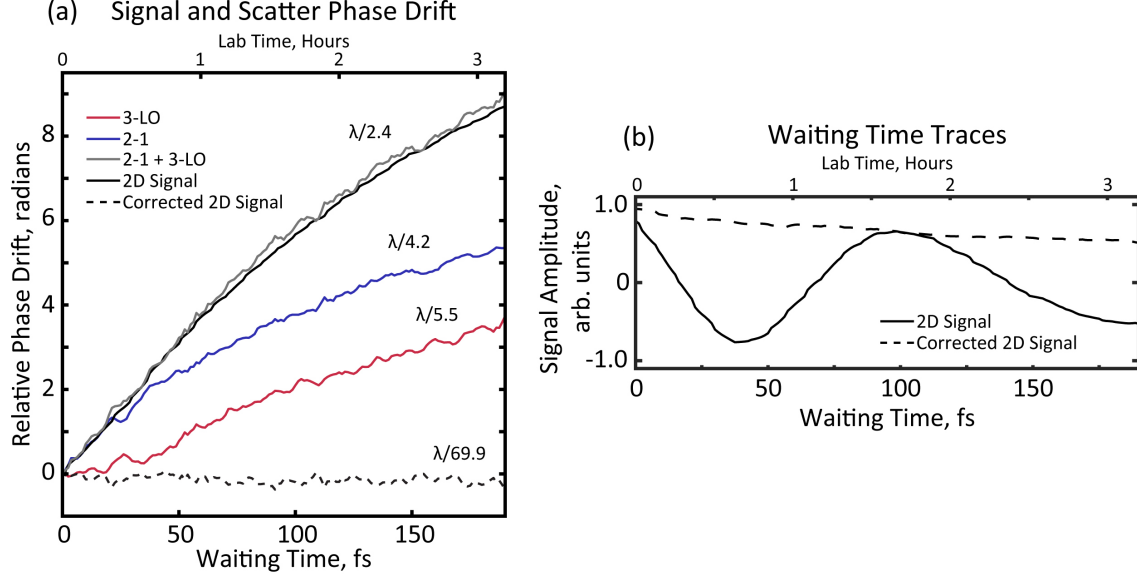 (a) Signal and Scatter Phase Drift
Lab Time, Hours
0 1 2 3
3-LO
2-1
2-1 + 3-LO
2D Signal
Corrected 2D Signal
λ/2.4
λ/4.2
λ/5.5
λ/69.9
Relative Phase Drift, radians
8
6
4
2
0
0 50 100 150
Waiting Time, fs
(b) Waiting Time Traces
Lab Time, Hours
0 1 2 3
Signal Amplitude,
arb. units
1.0
0
-1.0
2D Signal
Corrected 2D Signal
0 50 100 150
Waiting Time, fs